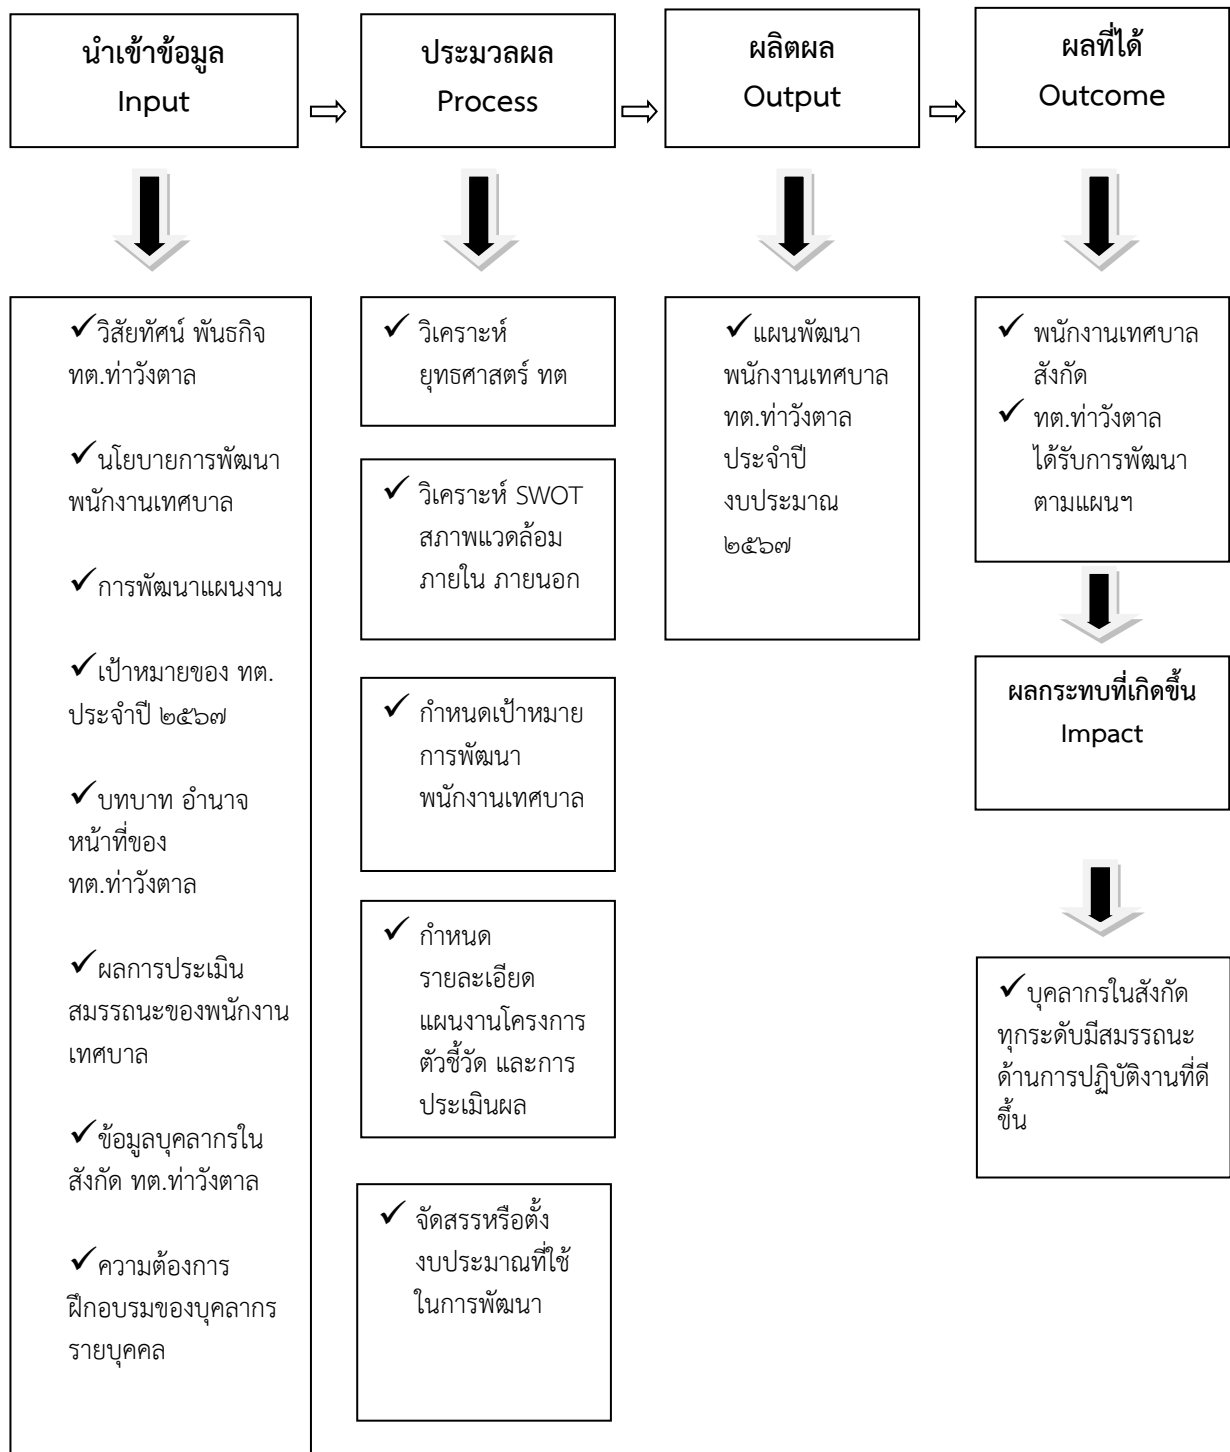 นำเข้าข้อมูล
Input
ประมวลผล
Process
ผลิตผล
Output
ผลที่ได้
Outcome
✓วิสัยทัศน์ พันธกิจ
ทต.ท่าวังตาล
✓นโยบายการพัฒนา
พนักงานเทศบาล
✓การพัฒนาแผนงาน
✓เป้าหมายของ ทต.
ประจำปี ๒๕๖๗
✓บทบาท อำนาจ
หน้าที่ของ
ทต.ท่าวังตาล
✓ผลการประเมิน
สมรรถนะของพนักงาน
เทศบาล
✓ข้อมูลบุคลากรใน
สังกัด ทต.ท่าวังตาล
✓ความต้องการ
ฝึกอบรมของบุคลากร
รายบุคคล
✓ วิเคราะห์
ยุทธศาสตร์ ทต
✓ วิเคราะห์ SWOT
สภาพแวดล้อม
ภายใน ภายนอก
✓ กำหนดเป้าหมาย
การพัฒนา
พนักงานเทศบาล
✓ กำหนด
รายละเอียด
แผนงานโครงการ
ตัวชี้วัด และการ
ประเมินผล
✓ จัดสรรหรือตั้ง
งบประมาณที่ใช้
ในการพัฒนา
✓แผนพัฒนา
พนักงานเทศบาล
ทต.ท่าวังตาล
ประจำปี
งบประมาณ
๒๕๖๗
✓ พนักงานเทศบาล
สังกัด
✓ ทต.ท่าวังตาล
ได้รับการพัฒนา
ตามแผนฯ
ผลกระทบที่เกิดขึ้น
Impact
✓บุคลากรในสังกัด
ทุกระดับมีสมรรถนะ
ด้านการปฏิบัติงานที่ดี
ขึ้น